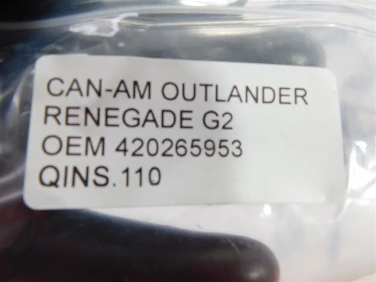 CAN-AM OUTLANDER
RENEGADE G2
OEM 420265953
QINS.110